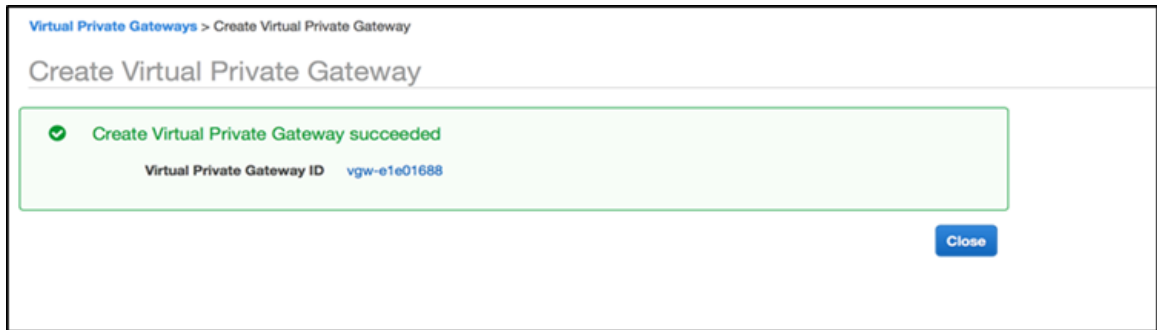 Virtual Private Gateways > Create Virtual Private Gateway
Create Virtual Private Gateway
Create Virtual Private Gateway succeeded
Virtual Private Gateway ID vgw-e1e01688
Close